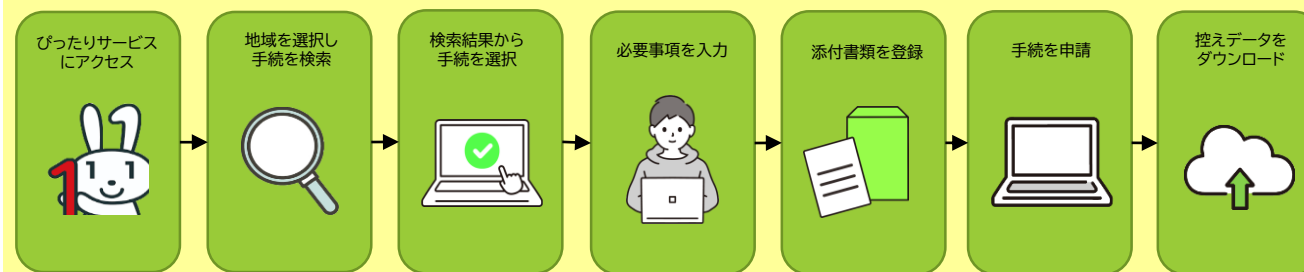 ぴったりサービス
にアクセス
地域を選択し
手続を検索
検索結果から
手続を選択
必要事項を入力
添付書類を登録
手続を申請
控えデータを
ダウンロード
1